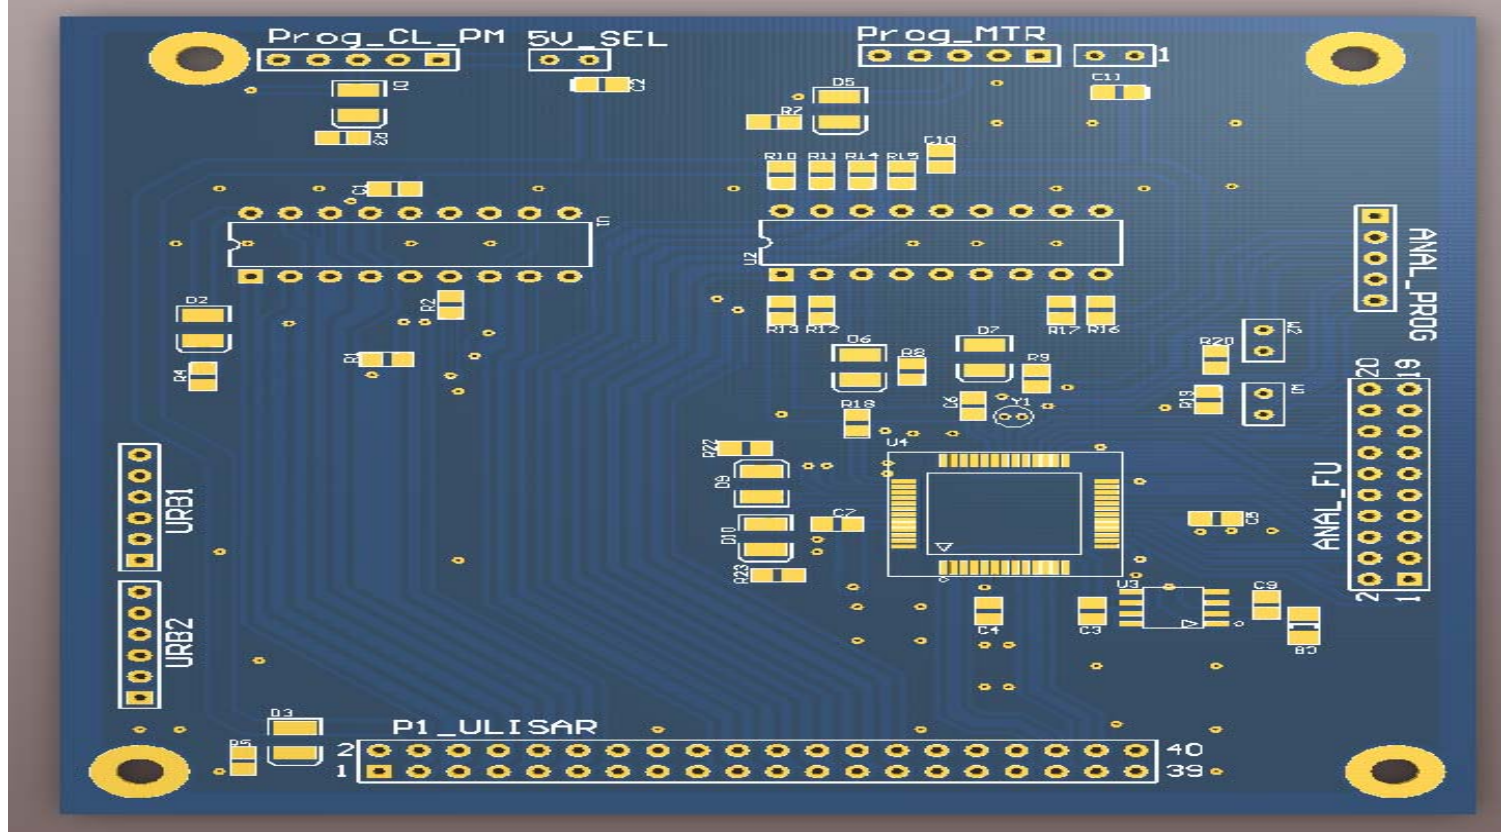 Prog_CL_PM
5V_SEL
Prog_MTR
1
C2
C11
D5
R7
R3
C10
R10
R11
R14
R15
C1
U1
U2
ANAL_PROG
D2
R2
R13
R12
R17
R16
D6
D7
R20
R1
R8
R9
R4
20
19
C6
Y1
R19
R18
U4
R22
D9
URB1
C7
C5
ANAL_FU
D10
R23
U3
C9
2
1
C4
C3
URB2
C8
D3
P1_ULISAR
R5
2
40
1
39